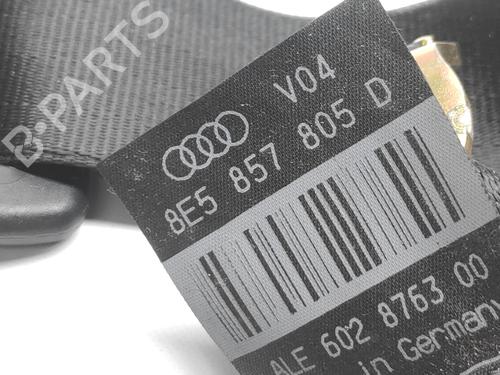 B-PARTS
V04
8E5 857 805 D
ALE 602 8763 00
in Germany